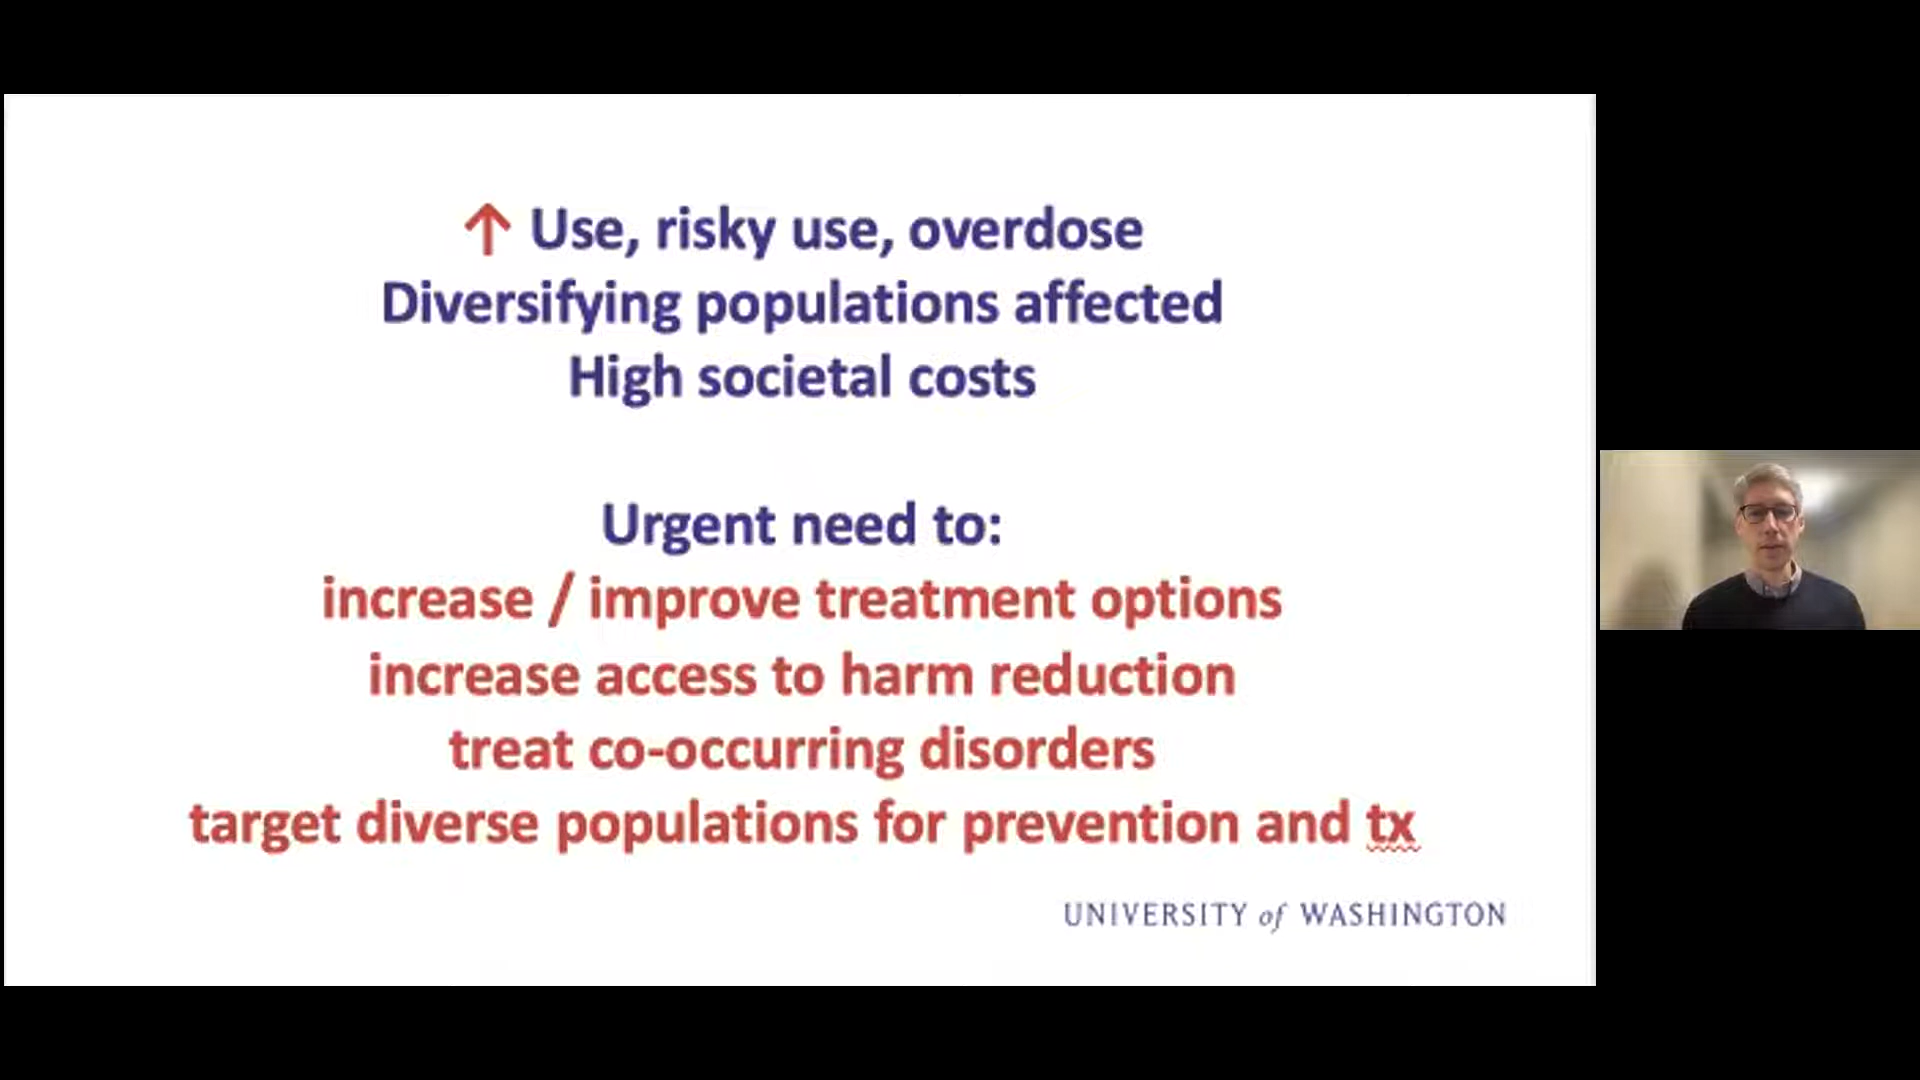 ↑ Use, risky use, overdose
Diversifying populations affected
High societal costs
Urgent need to:
increase / improve treatment options
increase access to harm reduction
treat co-occurring disorders
target diverse populations for prevention and tx
UNIVERSITY of WASHINGTON